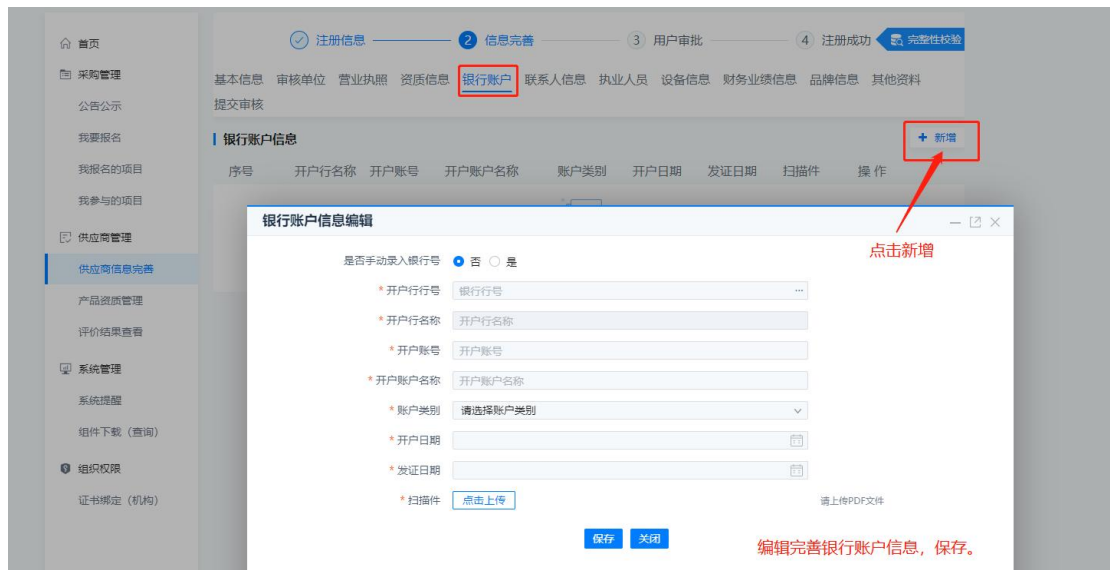 首页
采购管理
公告公示
我要报名
我报名的项目
我参与的项目
供应商管理
供应商信息完善
产品资质管理
评价结果查看
系统管理
系统提醒
组件下载（查询）
组织权限
证书绑定（机构）
注册信息 2 信息完善 3 用户审批 4 注册成功 完整性校验
基本信息 审核单位 营业执照 资质信息 银行账户 联系人信息 执业人员 设备信息 财务业绩信息 品牌信息 其他资料
提交审核
银行账户信息 + 新增
序号 开户行名称 开户账号 开户账户名称 账户类别 开户日期 发证日期 扫描件 操作
点击新增
银行账户信息编辑
是否手动录入银行号 否 是
* 开户行行号 银行行号 ...
* 开户行名称 开户行名称
* 开户账号 开户账号
* 开户账户名称 开户账户名称
* 账户类别 请选择账户类别
* 开户日期
* 发证日期
* 扫描件 点击上传 请上传PDF文件
保存 关闭
编辑完善银行账户信息，保存。